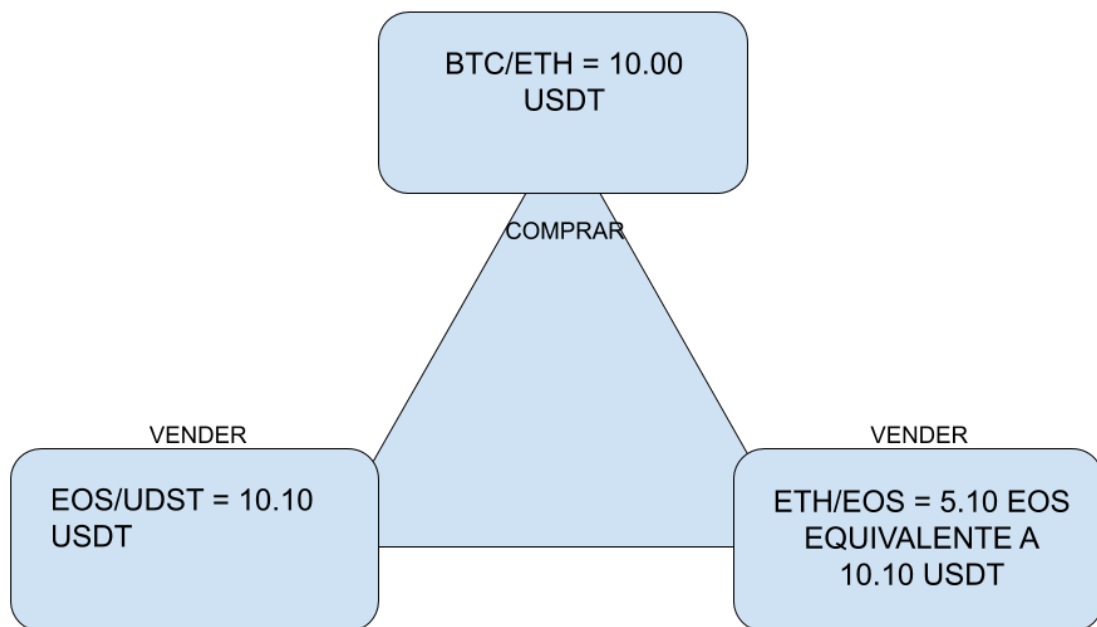 BTC/ETH = 10.00
USDT
COMPRAR
VENDER
EOS/UDST = 10.10
USDT
VENDER
ETH/EOS = 5.10 EOS
EQUIVALENTE A
10.10 USDT